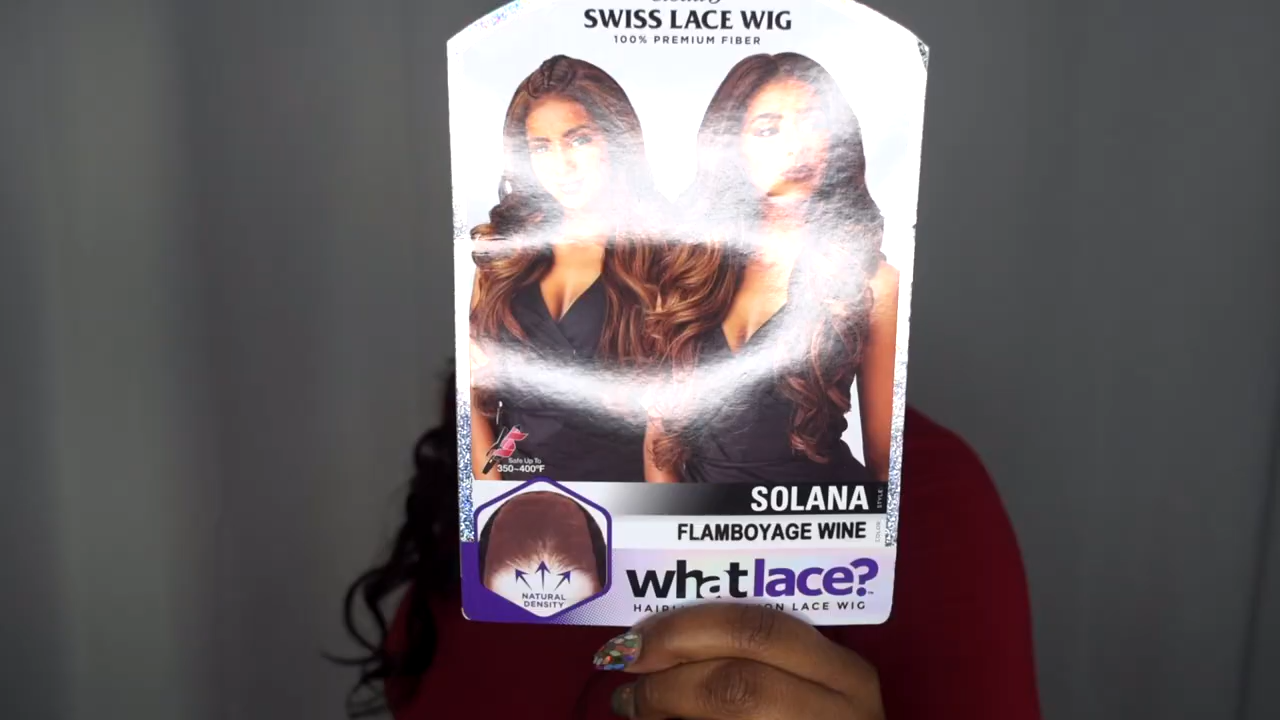 SWISS LACE WIG
100% PREMIUM FIBER
Safe Up To
350~400°F
SOLANA
STYLE:
FLAMBOYAGE WINE
COLOR:
NATURAL
DENSITY
whatlace?
LACE WIG